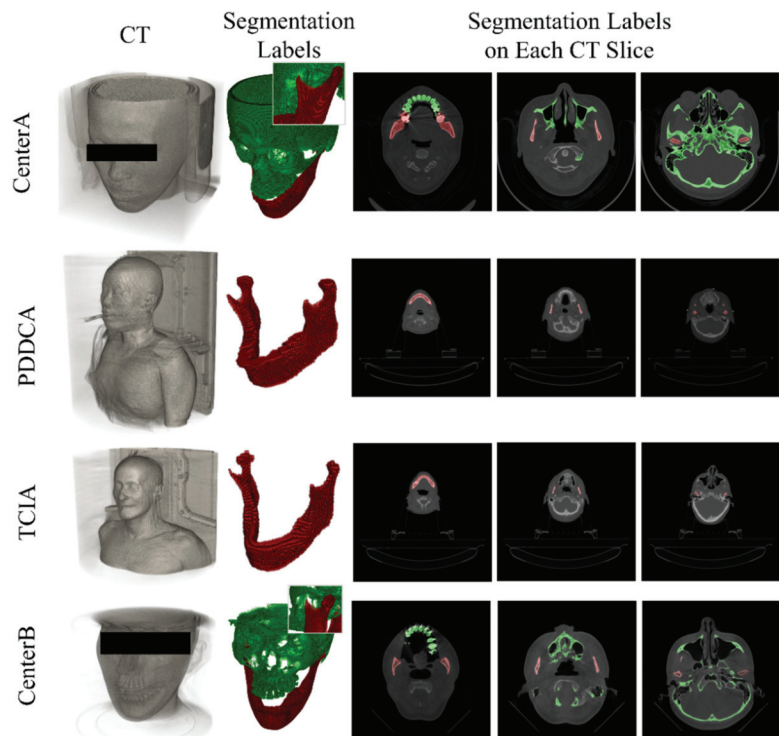 CT
Segmentation
Labels
Segmentation Labels
on Each CT Slice
CenterA
PDDCA
TCIA
CenterB